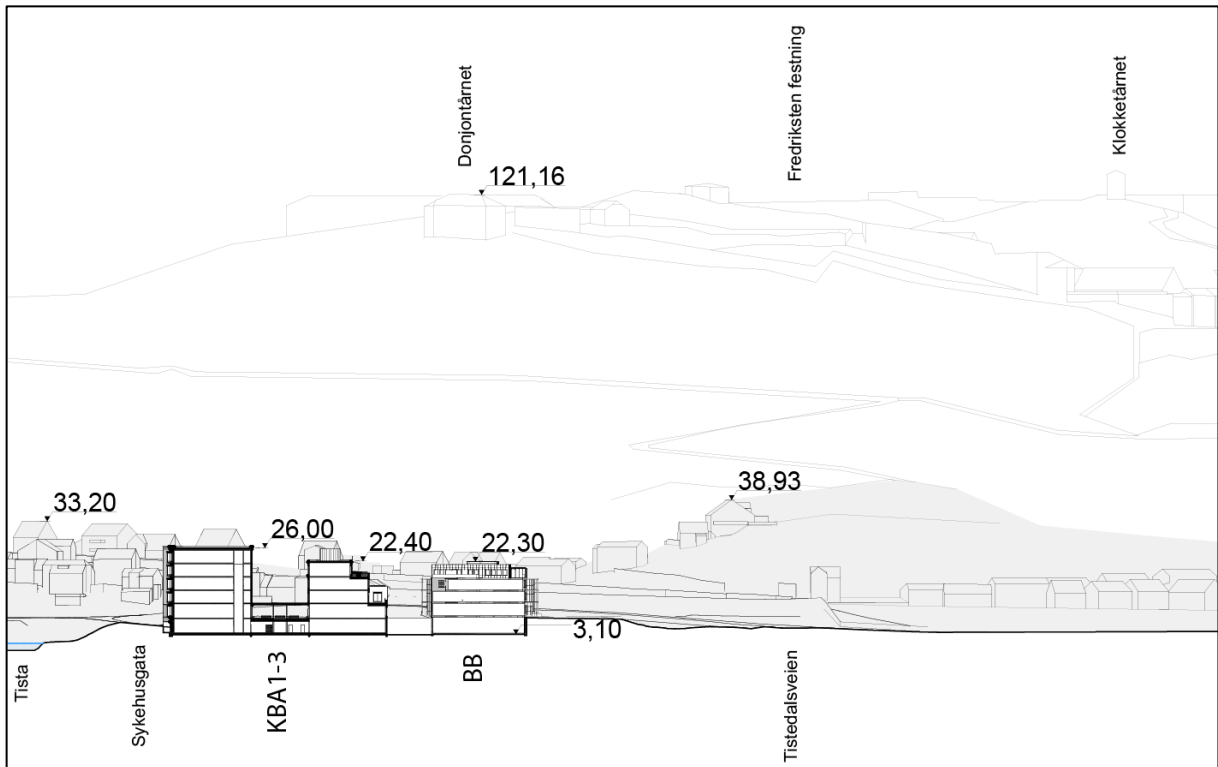 Donjontårnet
Fredriksten festning
Klokketårnet
121,16
38,93
33,20
26,00
22,40
22,30
3,10
Tista
Sykehusgata
KBA1-3
BB
Tistedalsveien